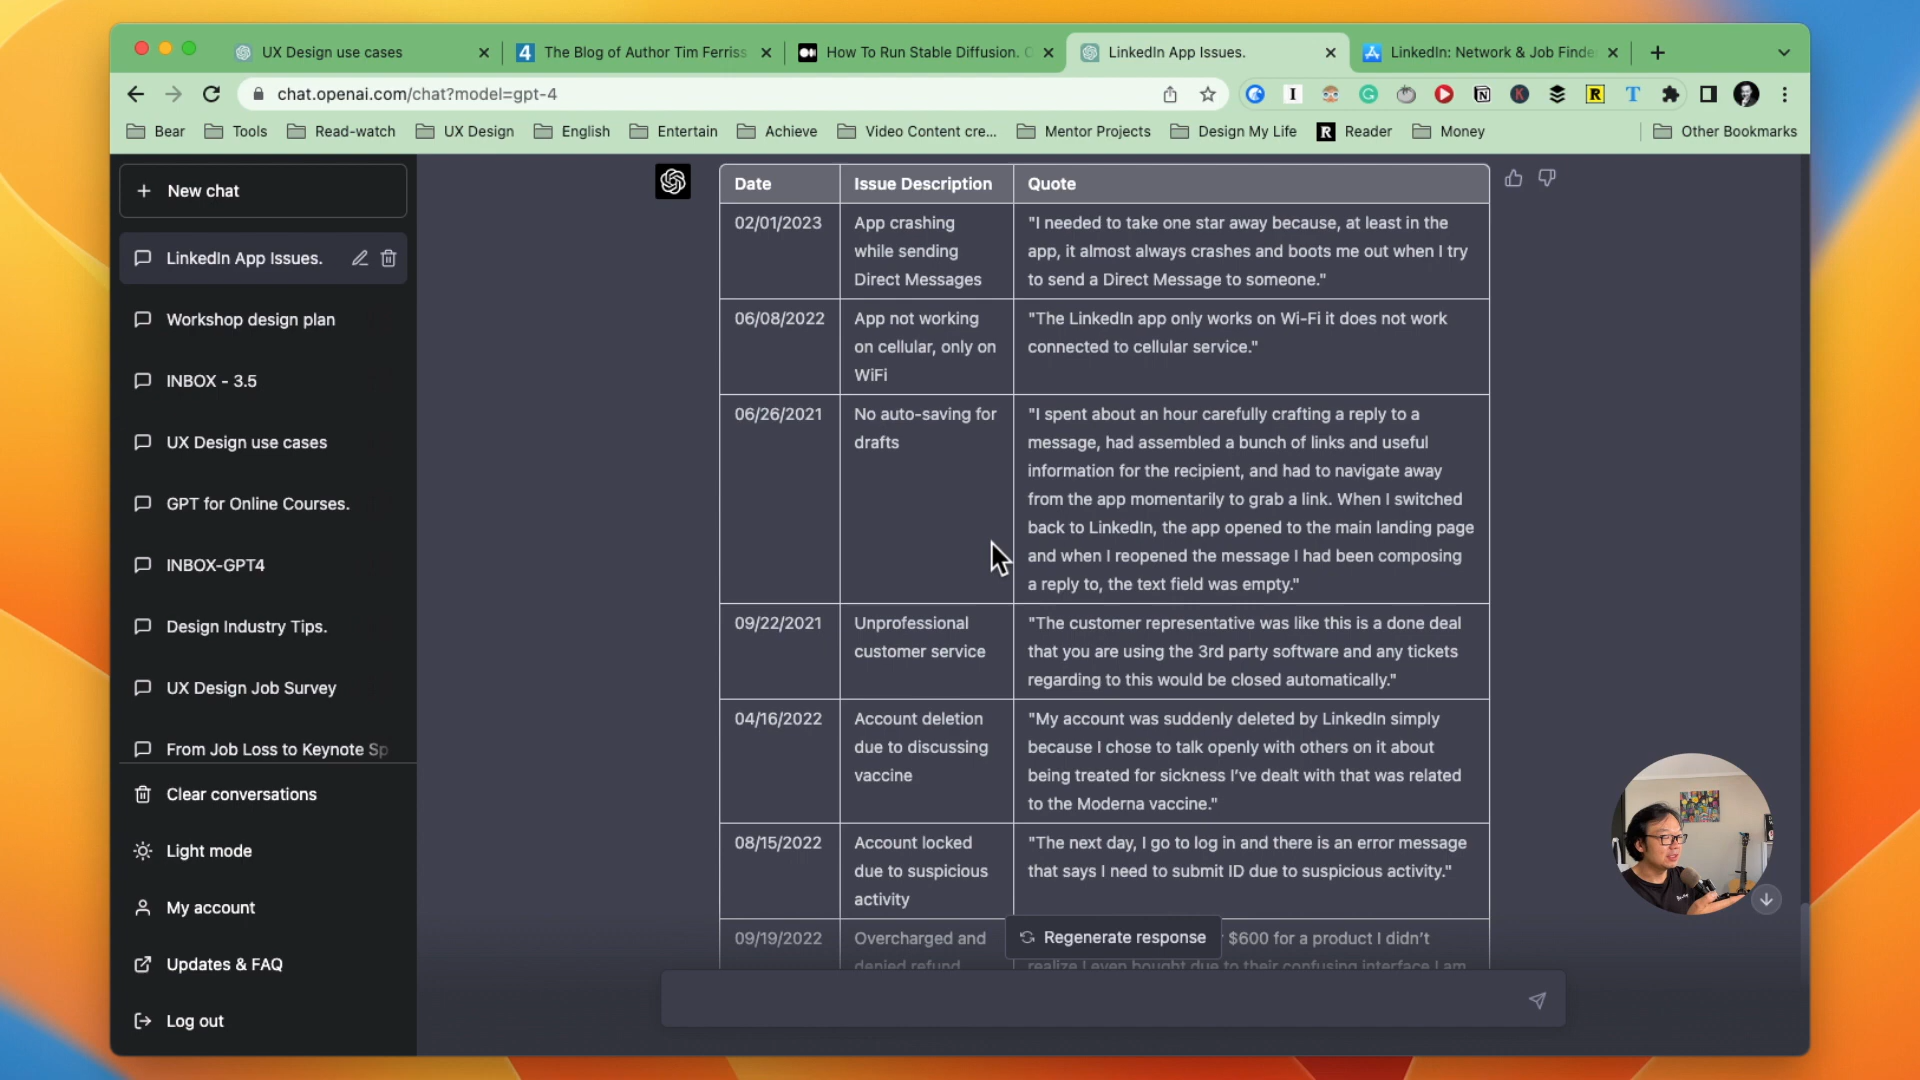 UX Design use cases
4 The Blog of Author Tim Ferriss
How To Run Stable Diffusion. O
LinkedIn App Issues.
LinkedIn: Network & Job Finde
chat.openai.com/chat?model=gpt-4
Bear
Tools
Read-watch
UX Design
English
Entertain
Achieve
Video Content cre...
Mentor Projects
Design My Life
R Reader
Money
Other Bookmarks
New chat
LinkedIn App Issues.
Workshop design plan
INBOX - 3.5
UX Design use cases
GPT for Online Courses.
INBOX-GPT4
Design Industry Tips.
UX Design Job Survey
From Job Loss to Keynote Sp
Clear conversations
Light mode
My account
Updates & FAQ
Log out
Date
Issue Description
Quote
02/01/2023
App crashing
while sending
Direct Messages
"I needed to take one star away because, at least in the
app, it almost always crashes and boots me out when I try
to send a Direct Message to someone."
06/08/2022
App not working
on cellular, only on
WiFi
"The LinkedIn app only works on Wi-Fi it does not work
connected to cellular service."
06/26/2021
No auto-saving for
drafts
"I spent about an hour carefully crafting a reply to a
message, had assembled a bunch of links and useful
information for the recipient, and had to navigate away
from the app momentarily to grab a link. When I switched
back to LinkedIn, the app opened to the main landing page
and when I reopened the message I had been composing
a reply to, the text field was empty."
09/22/2021
Unprofessional
customer service
"The customer representative was like this is a done deal
that you are using the 3rd party software and any tickets
regarding to this would be closed automatically."
04/16/2022
Account deletion
due to discussing
vaccine
"My account was suddenly deleted by LinkedIn simply
because I chose to talk openly with others on it about
being treated for sickness I've dealt with that was related
to the Moderna vaccine."
08/15/2022
Account locked
due to suspicious
activity
"The next day, I go to log in and there is an error message
that says I need to submit ID due to suspicious activity."
09/19/2022
Overcharged and
denied refund
$600 for a product I didn't
realize I even bought due to their confusing interface I am
Regenerate response